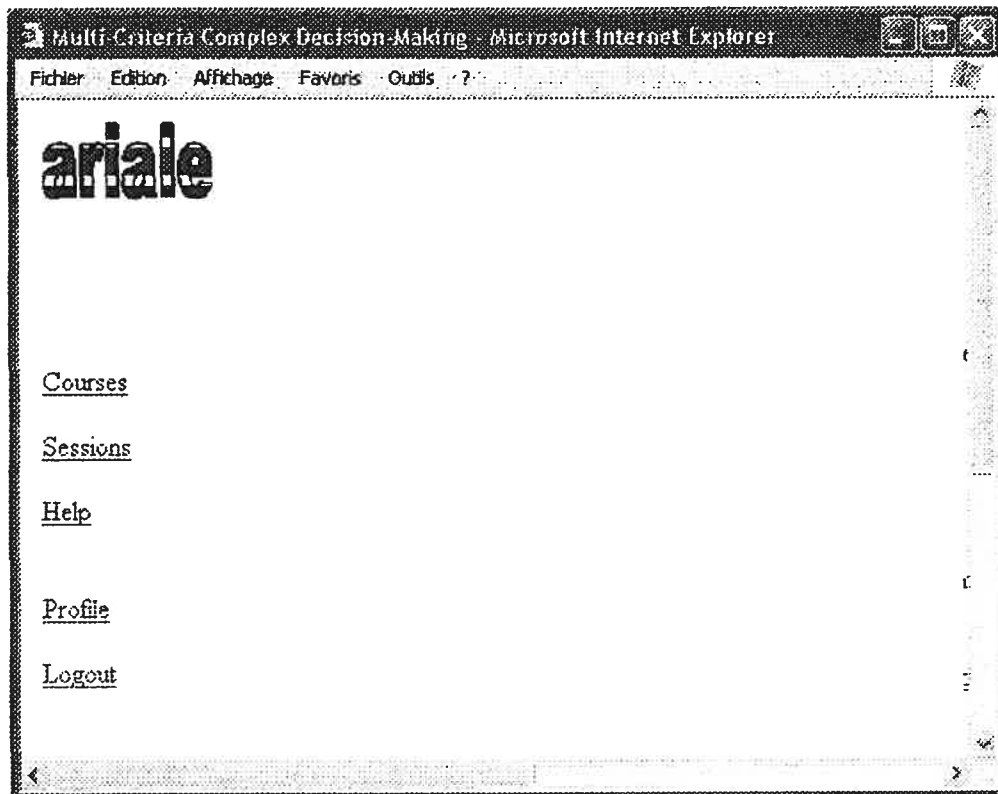 Multi-Criteria Complex Decision-Making - Microsoft Internet Explorer
Fichier Edition Affichage Favoris Outils ?
ariale
Courses
Sessions
Help
Profile
Logout